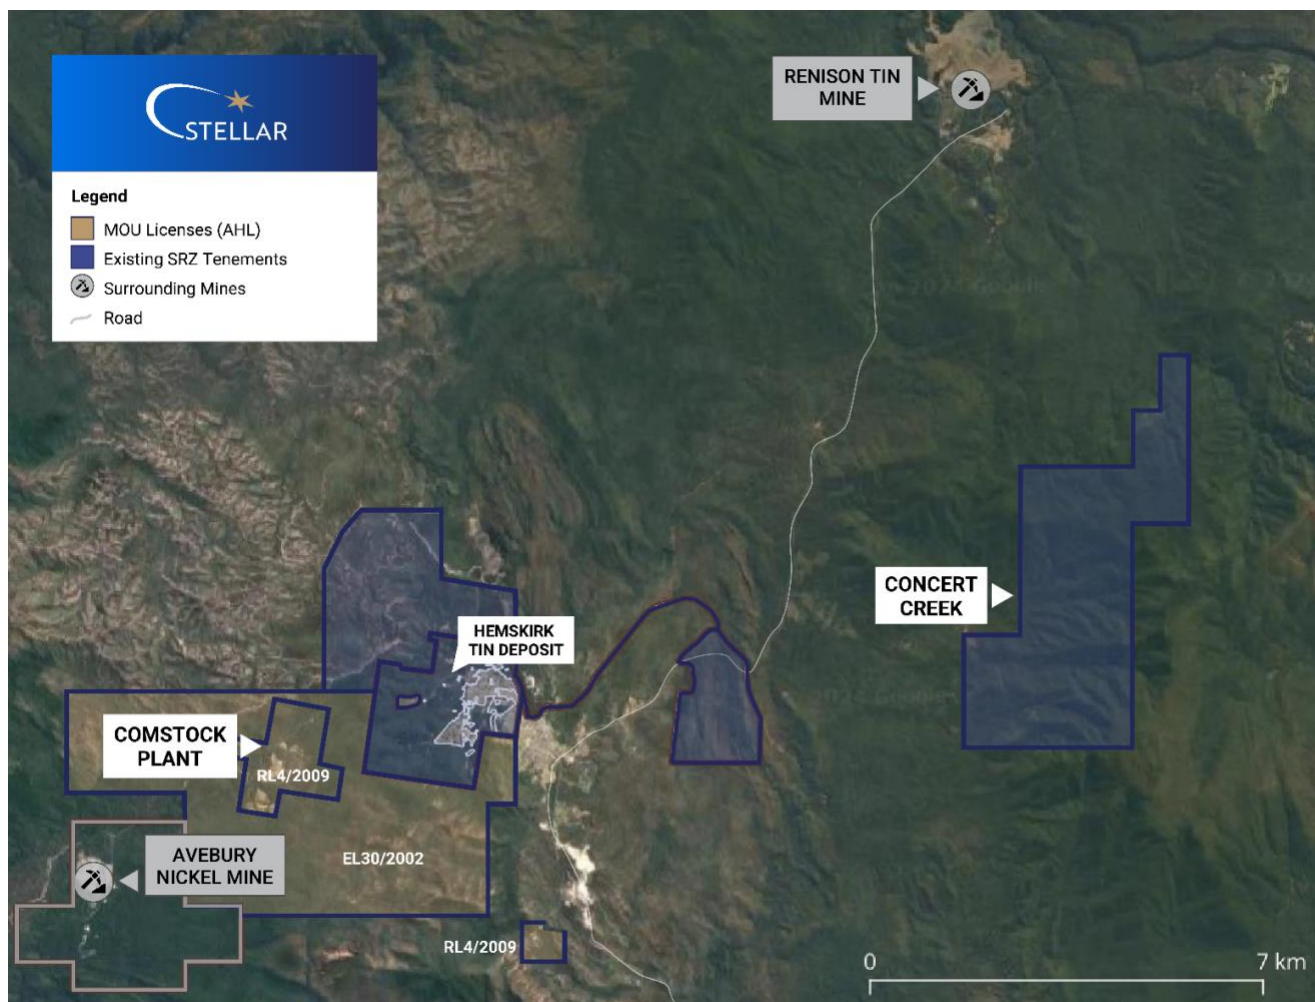 STELLAR
Legend
MOU Licenses (AHL)
Existing SRZ Tenements
Surrounding Mines
Road
RENISON TIN
MINE
CONCERT
CREEK
HEMSKIRK
TIN DEPOSIT
COMSTOCK
PLANT
RL4/2009
EL30/2002
AVEBURY
NICKEL MINE
RL4/2009
0
7 km